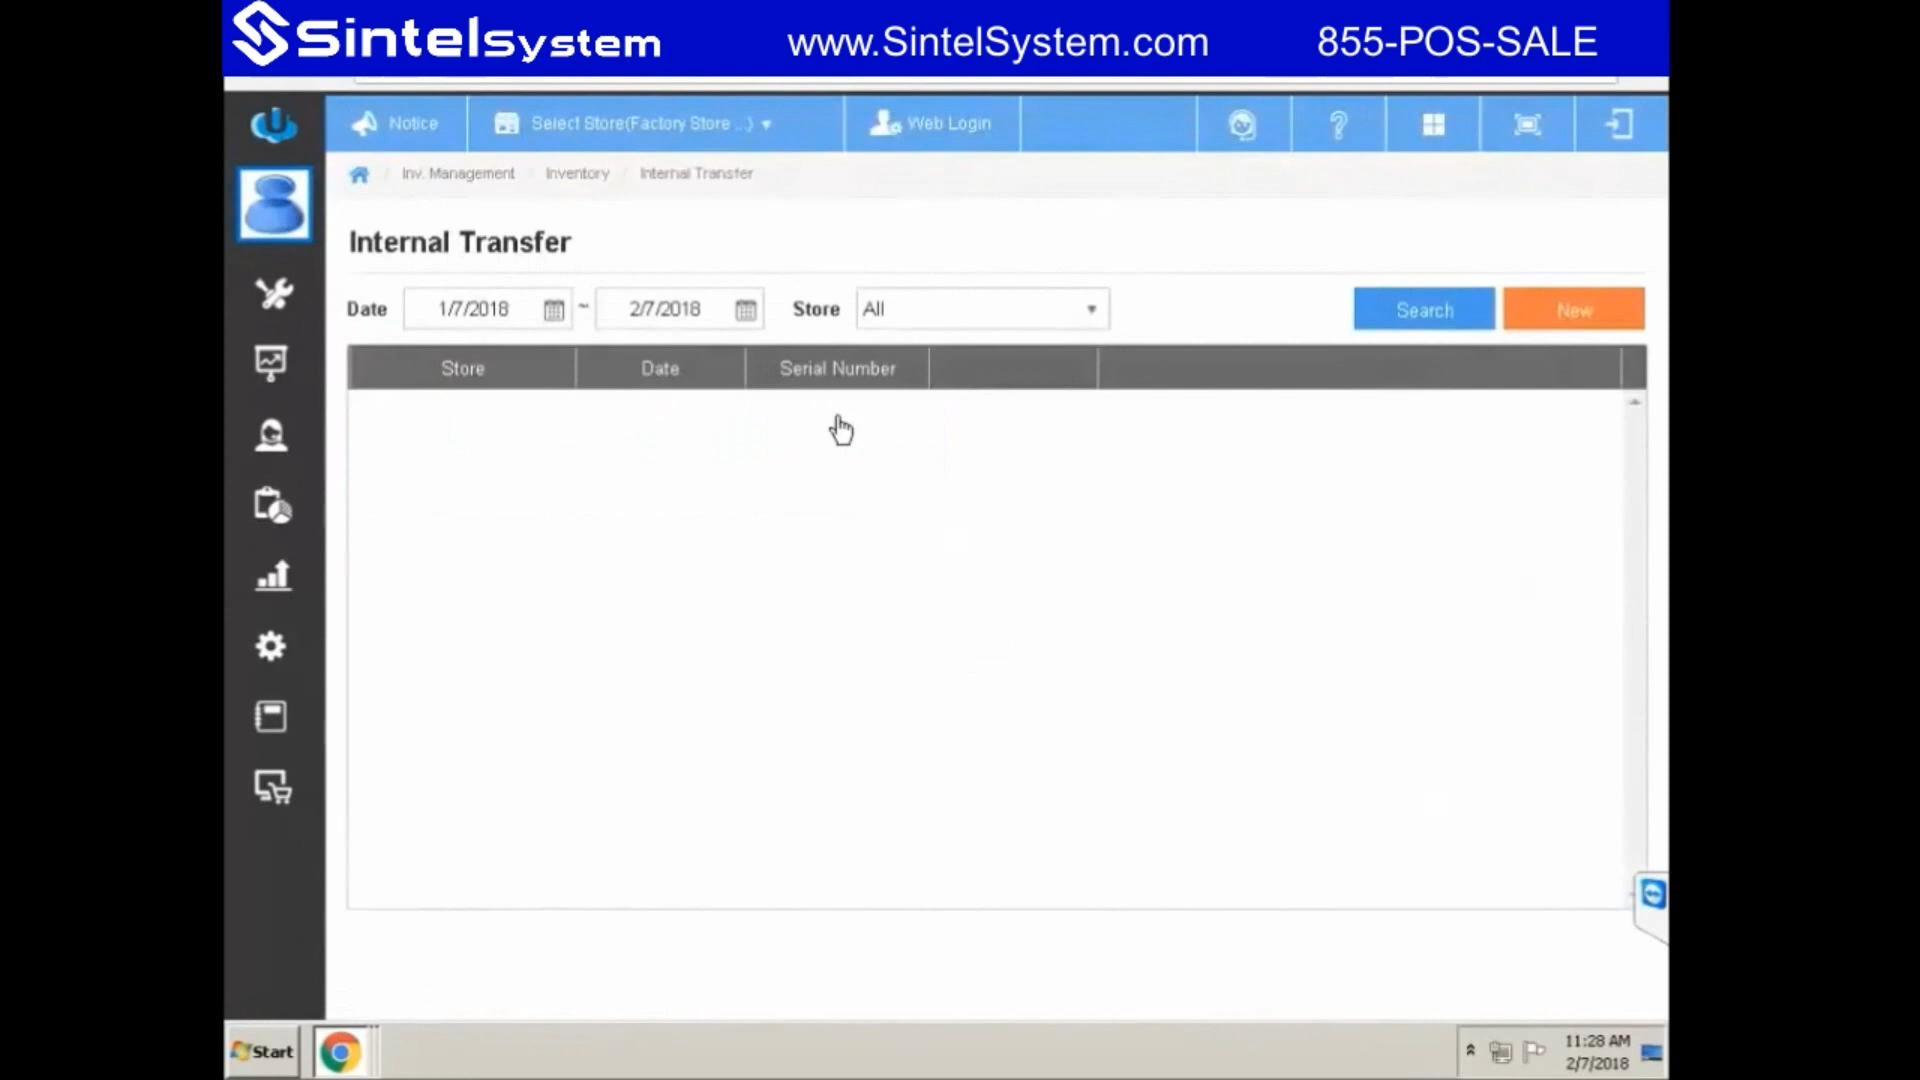 Sintelsystem www.SintelSystem.com 855-POS-SALE
Notice Select Store(Factory Store ...) Web Login
/ Inv. Management / Inventory / Internal Transfer
Internal Transfer
Date 1/7/2018 ~ 2/7/2018 Store All Search New
Store Date Serial Number
Start 11:28 AM
2/7/2018